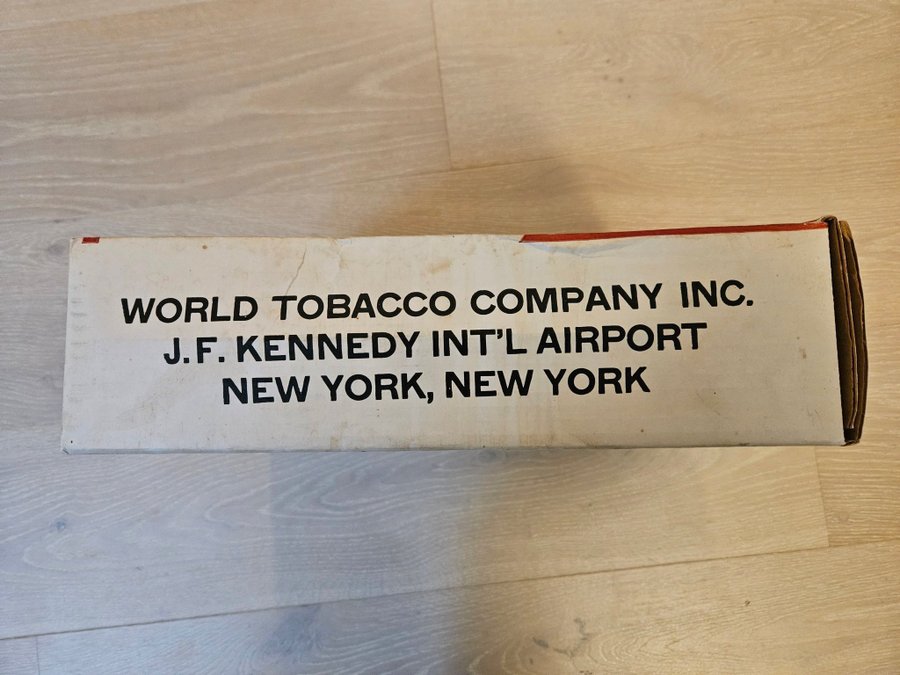 WORLD TOBACCO COMPANY INC.
J.F. KENNEDY INT'L AIRPORT
NEW YORK, NEW YORK